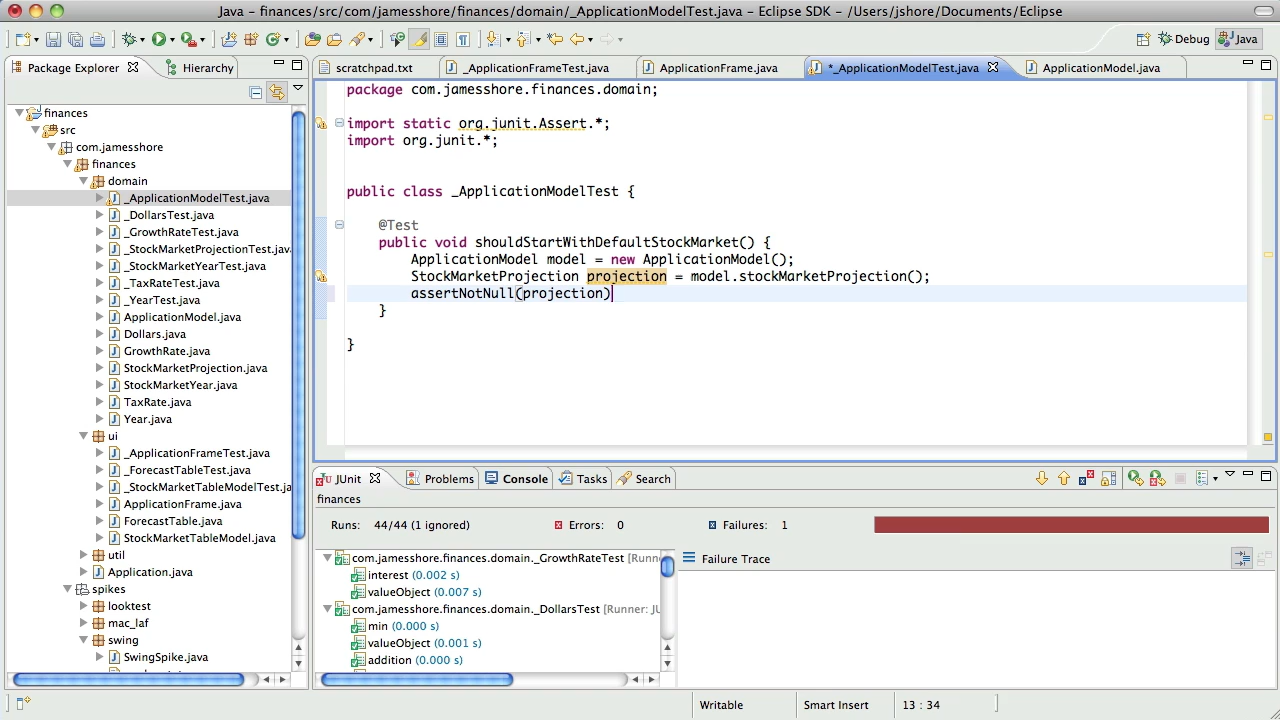 Java – finances/src/com/jamesshore/finances/domain/_ApplicationModelTest.java – Eclipse SDK – /Users/jshore/Documents/Eclipse
Debug Java
Package Explorer Hierarchy
finances
src
com.jamesshore
finances
domain
_ApplicationModelTest.java
_DollarsTest.java
_GrowthRateTest.java
_StockMarketProjectionTest.java
_StockMarketYearTest.java
_TaxRateTest.java
_YearTest.java
ApplicationModel.java
Dollars.java
GrowthRate.java
StockMarketProjection.java
StockMarketYear.java
TaxRate.java
Year.java
ui
_ApplicationFrameTest.java
_ForecastTableTest.java
_StockMarketTableModelTest.ja
ApplicationFrame.java
ForecastTable.java
StockMarketTableModel.java
util
Application.java
spikes
looktest
mac_laf
swing
SwingSpike.java
scratchpad.txt _ApplicationFrameTest.java ApplicationFrame.java *_ApplicationModelTest.java ApplicationModel.java
package com.jamesshore.finances.domain;
import static org.junit.Assert.*;
import org.junit.*;
public class _ApplicationModelTest {
@Test
public void shouldStartWithDefaultStockMarket() {
ApplicationModel model = new ApplicationModel();
StockMarketProjection projection = model.stockMarketProjection();
assertNotNull(projection)
}
}
JUnit Problems Console Tasks Search
finances
Runs: 44/44 (1 ignored) Errors: 0 Failures: 1
com.jamesshore.finances.domain._GrowthRateTest [Runn
interest (0.002 s)
valueObject (0.007 s)
com.jamesshore.finances.domain._DollarsTest [Runner: JU
min (0.000 s)
valueObject (0.001 s)
addition (0.000 s)
Failure Trace
Writable Smart Insert 13 : 34